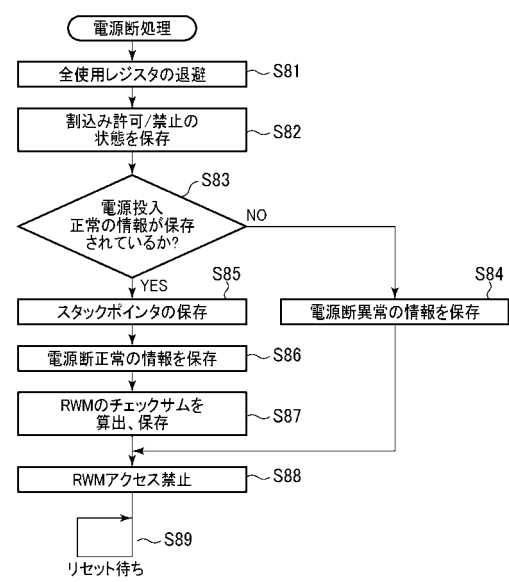 電源断処理
全使用レジスタの退避
S81
割込み許可/禁止の
状態を保存
S82
S83
電源投入
正常の情報が保存
されているか?
NO
YES
S85
スタックポインタの保存
S84
電源断異常の情報を保存
電源断正常の情報を保存
S86
RWMのチェックサムを
算出、保存
S87
RWMアクセス禁止
S88
S89
リセット待ち